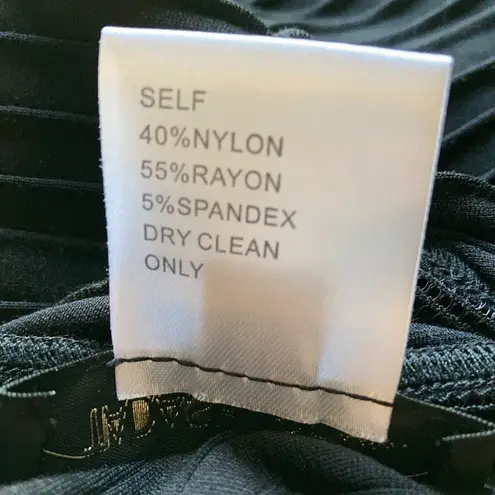 SELF
40%NYLON
55%RAYON
5%SPANDEX
DRY CLEAN
ONLY